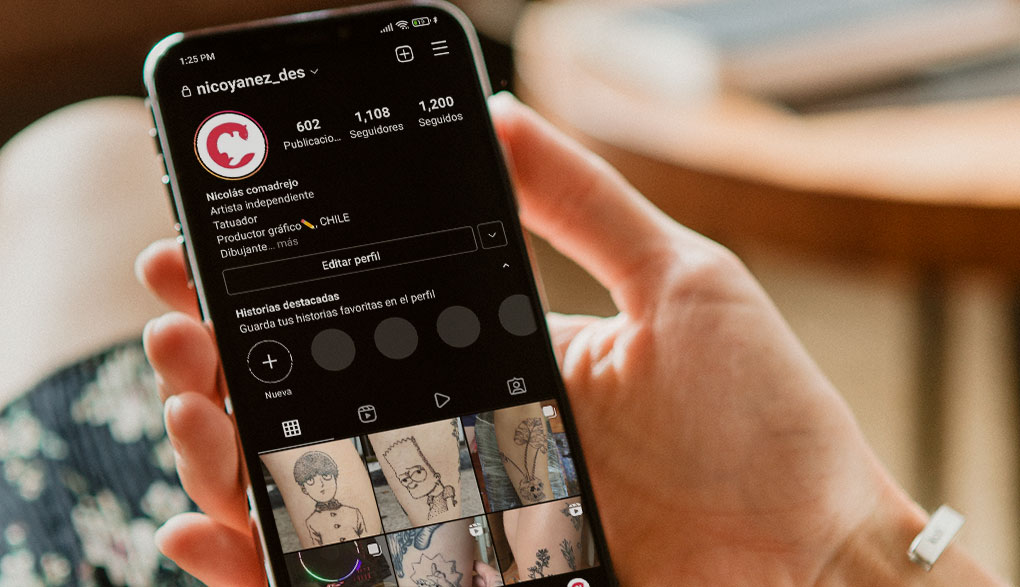 1:25 PM
nicoyanez_des
602
Publicacio...
1,108
Seguidores
1,200
Seguidos
Nicolás comadrejo
Artista independiente
Tatuador
Productor gráfico✏️, CHILE
Dibujante... más
Editar perfil
Historias destacadas
Guarda tus historias favoritas en el perfil
Nueva